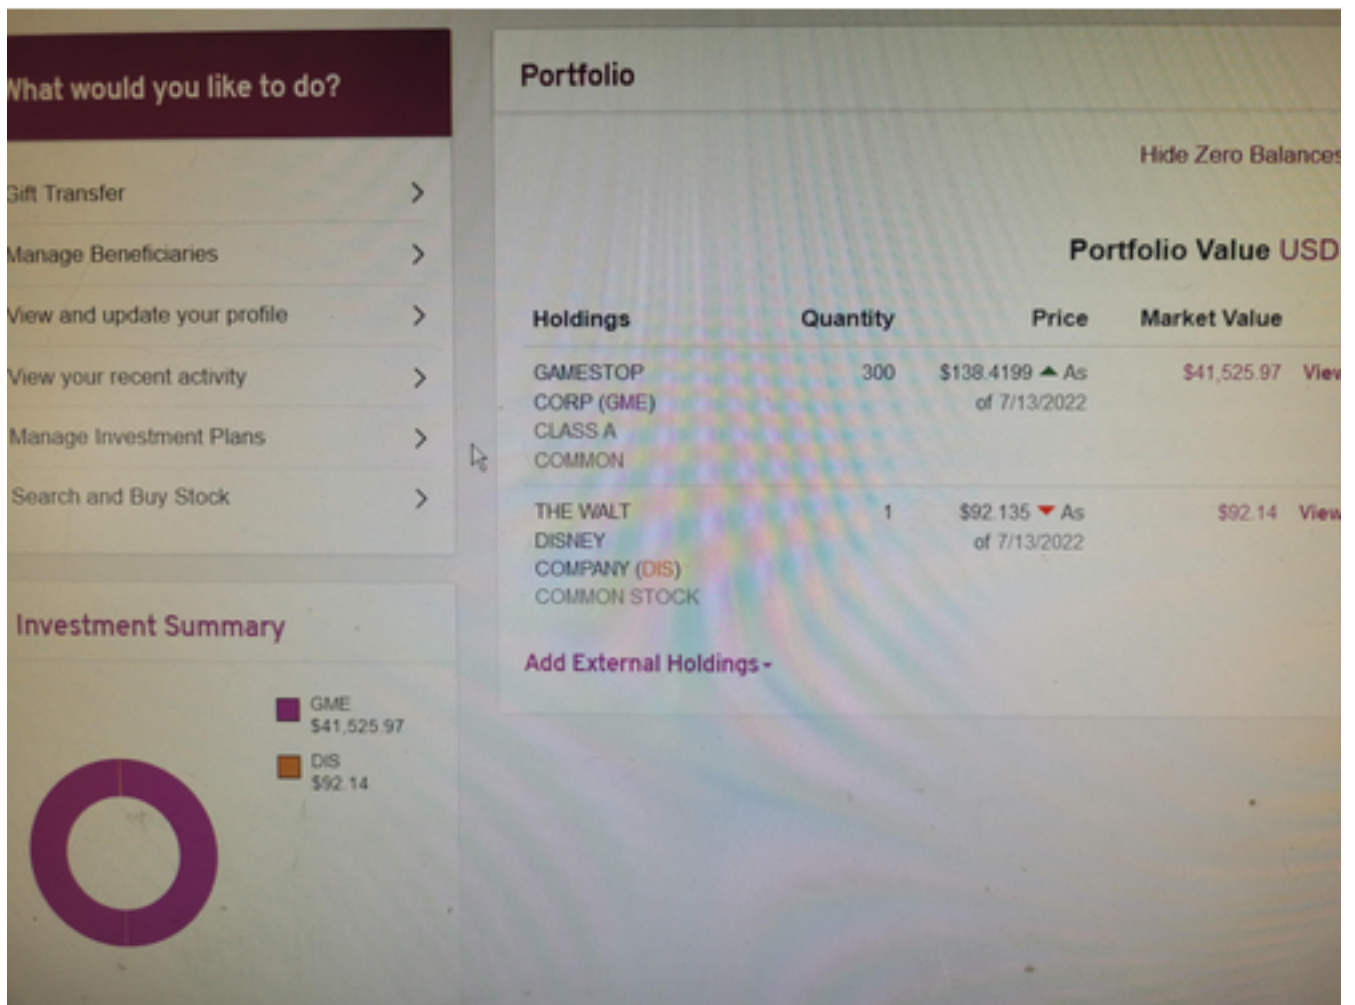 What would you like to do?
Gift Transfer
Manage Beneficiaries
View and update your profile
View your recent activity
Manage Investment Plans
Search and Buy Stock
Investment Summary
GME
$41,525.97
DIS
$92.14
Portfolio
Hide Zero Balances
Portfolio Value USD
Holdings Quantity Price Market Value
GAMESTOP 300 $138.4199 ▲ As $41,525.97 View
CORP (GME) of 7/13/2022
CLASS A
COMMON
THE WALT 1 $92.135 ▼ As $92.14 View
DISNEY of 7/13/2022
COMPANY (DIS)
COMMON STOCK
Add External Holdings